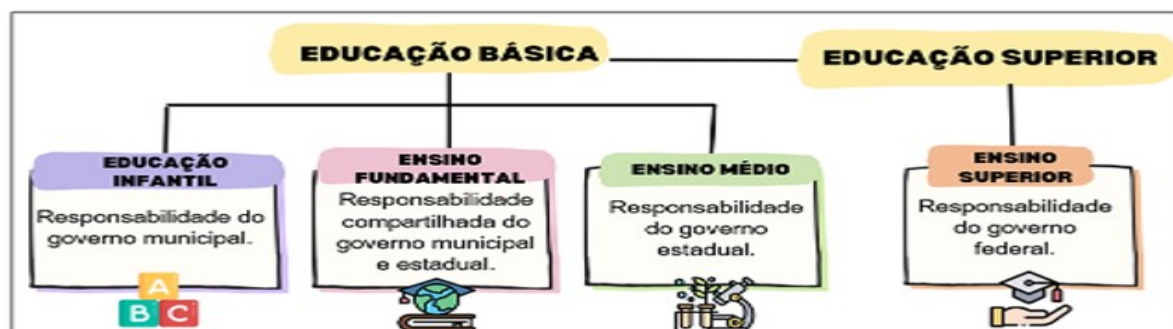 EDUCAÇÃO BÁSICA
EDUCAÇÃO SUPERIOR
EDUCAÇÃO
INFANTIL
Responsabilidade do
governo municipal.
A
B C
ENSINO
FUNDAMENTAL
Responsabilidade
compartilhada do
governo municipal
e estadual.
ENSINO MÉDIO
Responsabilidade
do governo
estadual.
ENSINO
SUPERIOR
Responsabilidade
do governo
federal.